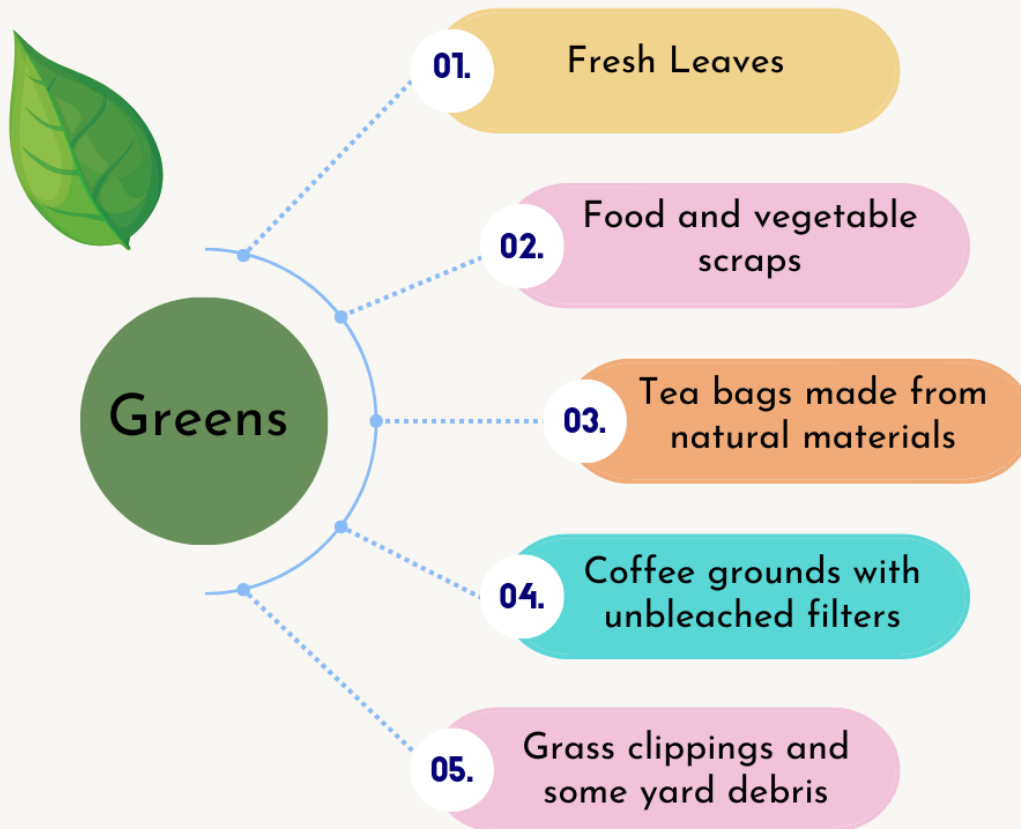 01.
Fresh Leaves
02.
Food and vegetable
scraps
Greens
03.
Tea bags made from
natural materials
04.
Coffee grounds with
unbleached filters
05.
Grass clippings and
some yard debris